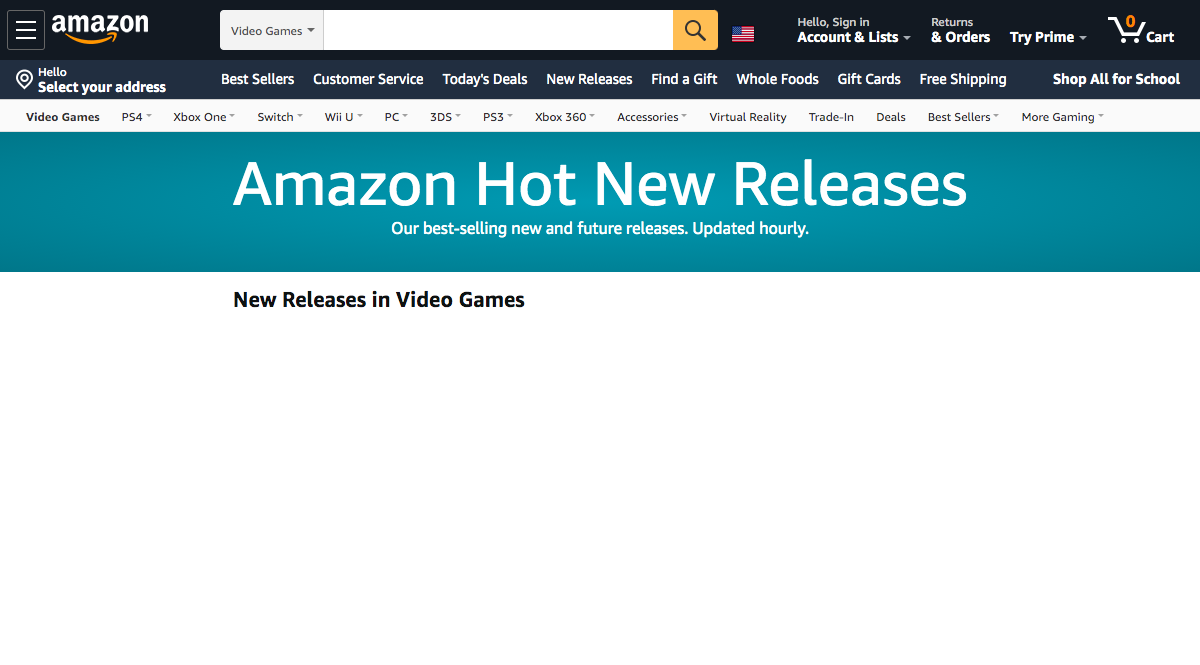 amazon
Video Games
Hello, Sign in
Account & Lists
Returns
& Orders
Try Prime
0
Cart
Hello
Select your address
Best Sellers Customer Service Today's Deals New Releases Find a Gift Whole Foods Gift Cards Free Shipping Shop All for School
Video Games PS4 Xbox One Switch Wii U PC 3DS PS3 Xbox 360 Accessories Virtual Reality Trade-In Deals Best Sellers More Gaming
Amazon Hot New Releases
Our best-selling new and future releases. Updated hourly.
New Releases in Video Games